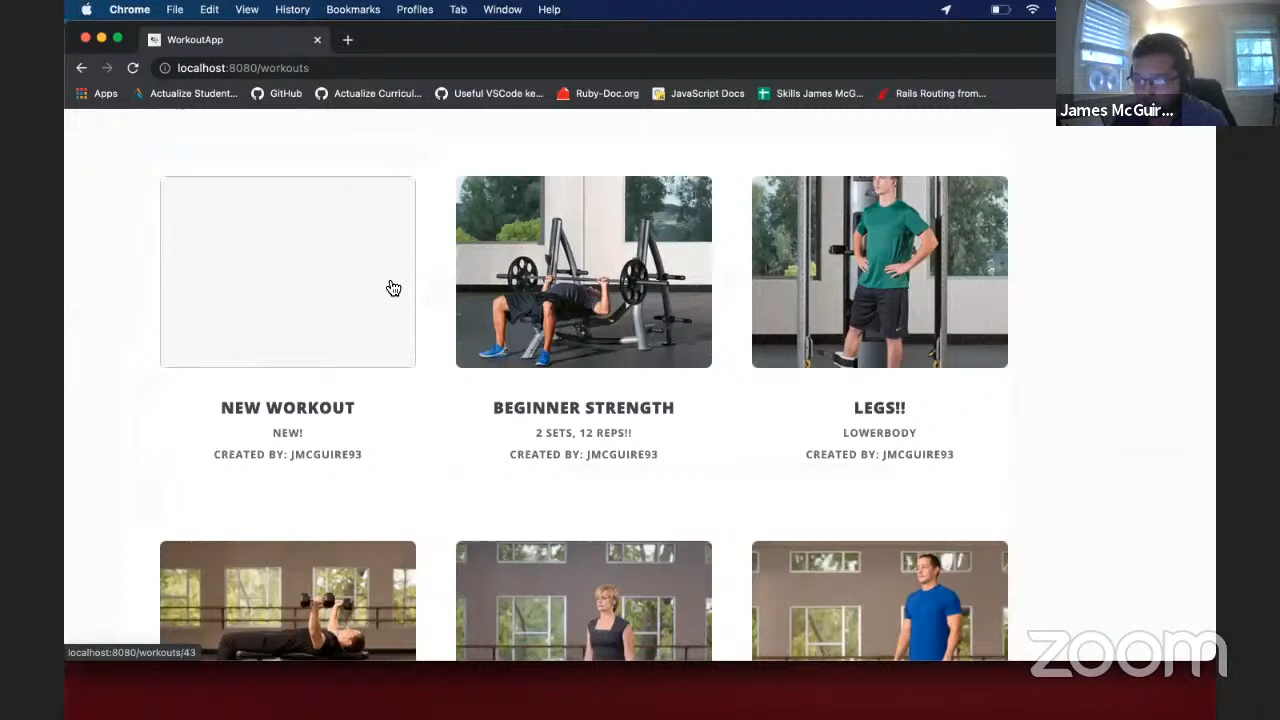 Chrome File Edit View History Bookmarks Profiles Tab Window Help
WorkoutApp
localhost:8080/workouts
Apps Actualize Student... GitHub Actualize Curricul... Useful VSCode ke... Ruby-Doc.org JavaScript Docs Skills James McG... Rails Routing from...
James McGuir...
NEW WORKOUT
NEW!
CREATED BY: JMCGUIRE93
BEGINNER STRENGTH
2 SETS, 12 REPS!!
CREATED BY: JMCGUIRE93
LEGS!!
LOWERBODY
CREATED BY: JMCGUIRE93
localhost:8080/workouts/43
zoom